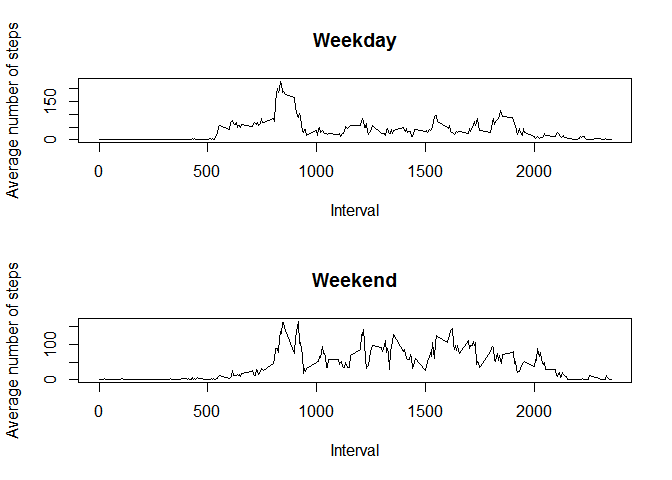 Weekday
Average number of steps
150
0
0 500 1000 1500 2000
Interval
Weekend
Average number of steps
100
0
0 500 1000 1500 2000
Interval